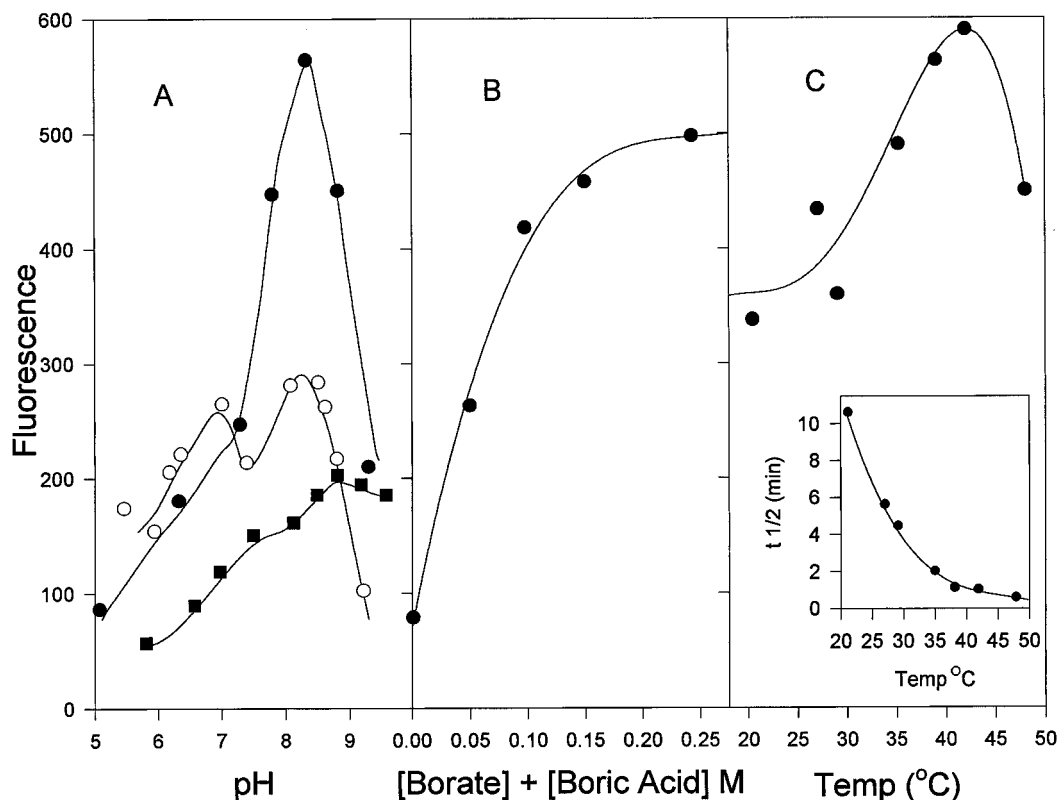 600
500
400
300
200
100
0
Fluorescence
A
B
C
5 6 7 8 9
pH
0.00 0.05 0.10 0.15 0.20 0.25
[Borate] + [Boric Acid] M
20 25 30 35 40 45 50
Temp (°C)
10
8
6
4
2
0
t 1/2 (min)
20 25 30 35 40 45 50
Temp °C